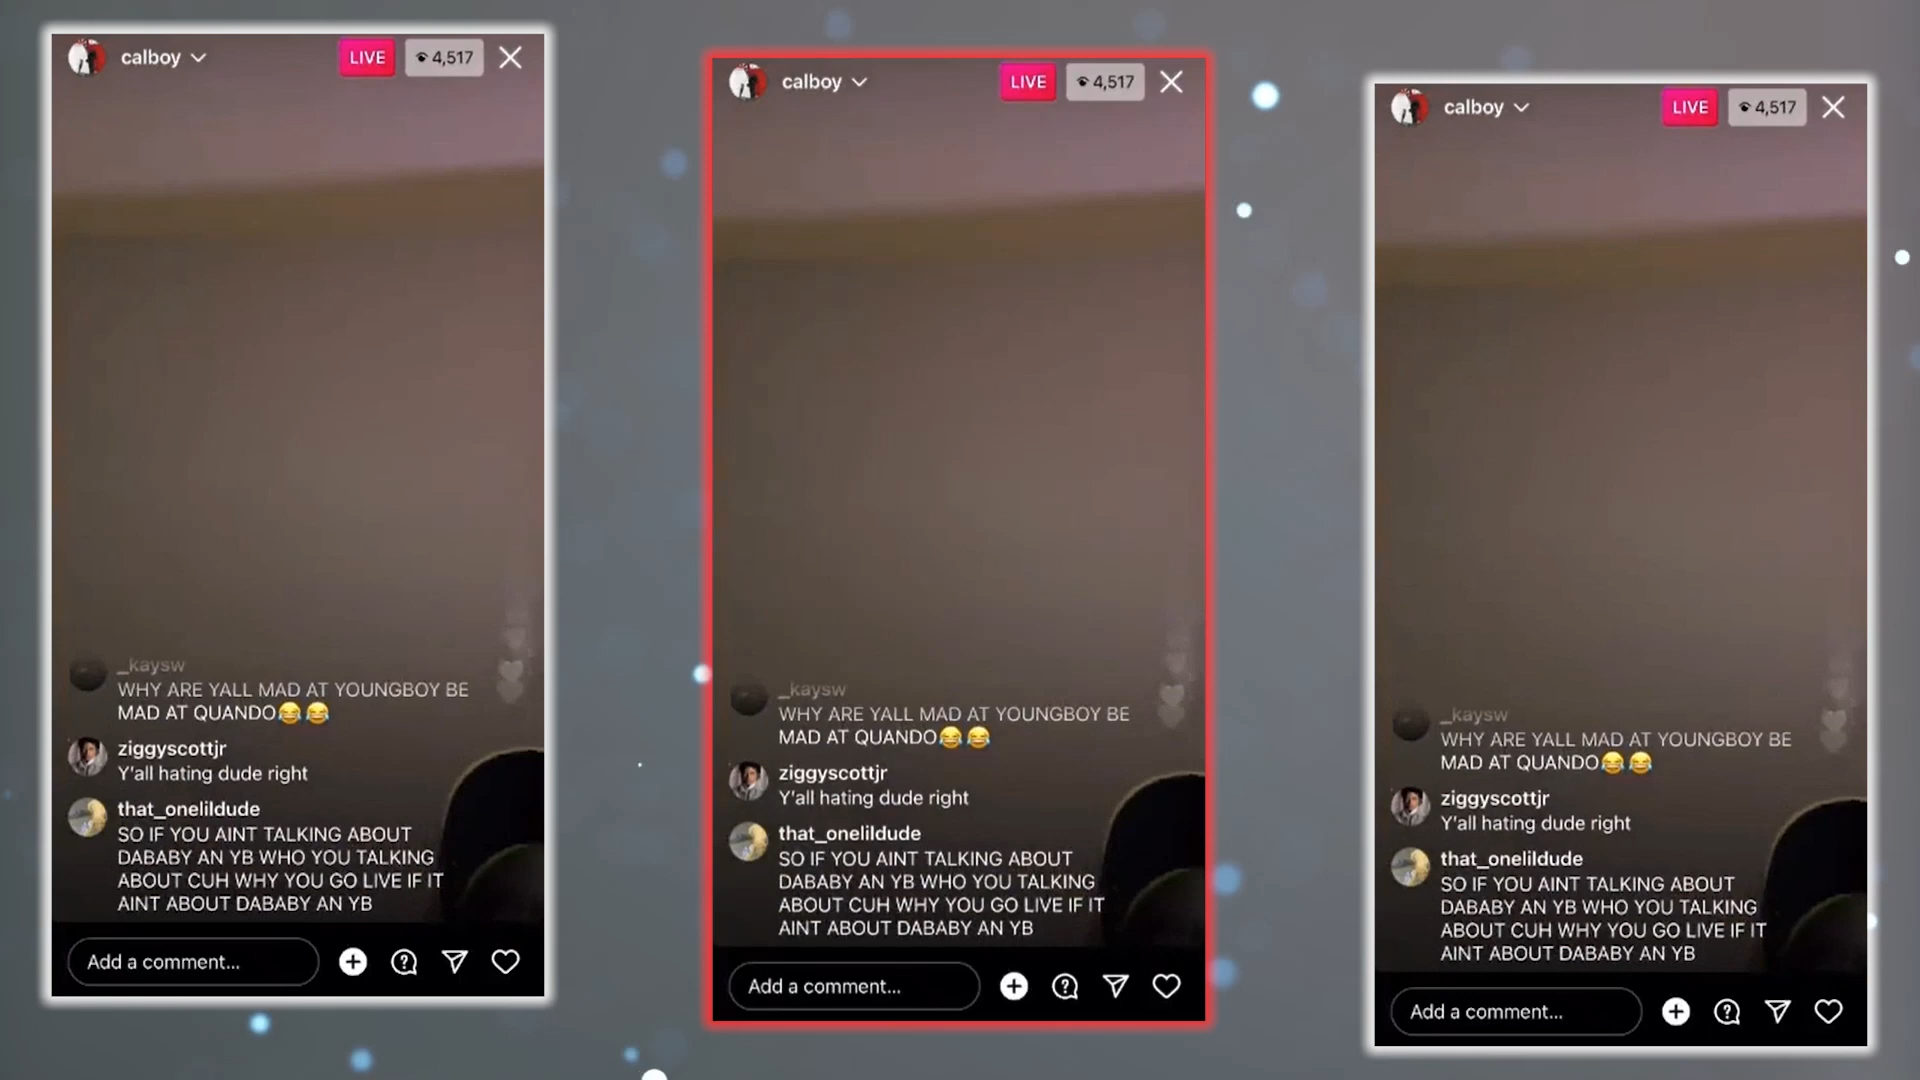 calboy
LIVE
4,517
_kaysw
WHY ARE YALL MAD AT YOUNGBOY BE
MAD AT QUANDO😂😂
ziggyscottjr
Y'all hating dude right
that_onelildude
SO IF YOU AINT TALKING ABOUT
DABABY AN YB WHO YOU TALKING
ABOUT CUH WHY YOU GO LIVE IF IT
AINT ABOUT DABABY AN YB
Add a comment...
calboy
LIVE
4,517
_kaysw
WHY ARE YALL MAD AT YOUNGBOY BE
MAD AT QUANDO😂😂
ziggyscottjr
Y'all hating dude right
that_onelildude
SO IF YOU AINT TALKING ABOUT
DABABY AN YB WHO YOU TALKING
ABOUT CUH WHY YOU GO LIVE IF IT
AINT ABOUT DABABY AN YB
Add a comment...
calboy
LIVE
4,517
_kaysw
WHY ARE YALL MAD AT YOUNGBOY BE
MAD AT QUANDO😂😂
ziggyscottjr
Y'all hating dude right
that_onelildude
SO IF YOU AINT TALKING ABOUT
DABABY AN YB WHO YOU TALKING
ABOUT CUH WHY YOU GO LIVE IF IT
AINT ABOUT DABABY AN YB
Add a comment...